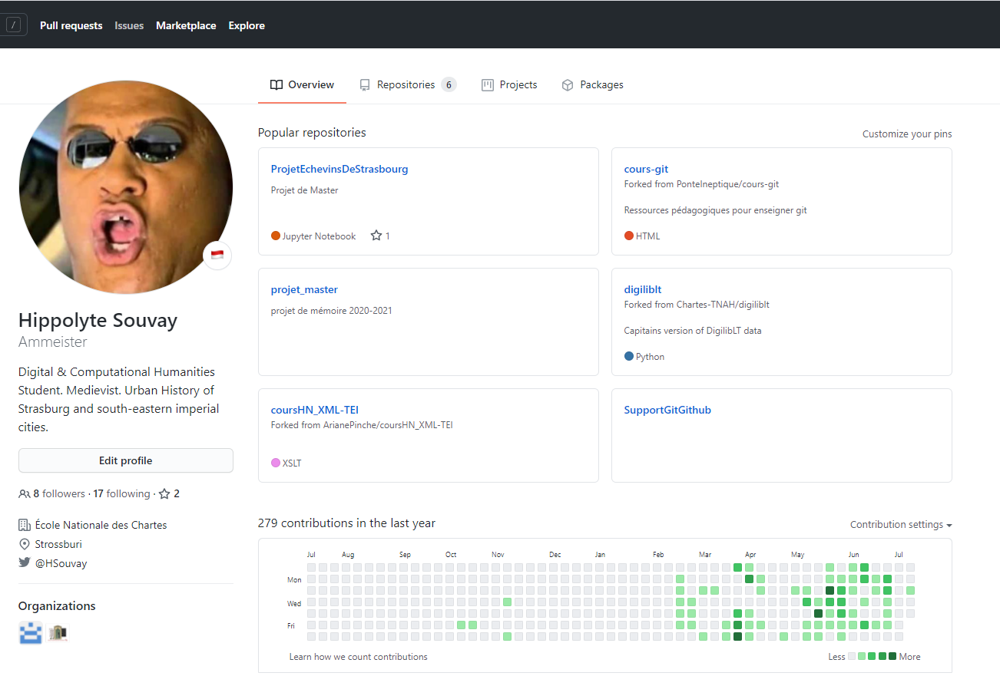 / Pull requests Issues Marketplace Explore
Overview Repositories 6 Projects Packages
Popular repositories
Customize your pins
ProjetEchevinsDeStrasbourg
Projet de Master
Jupyter Notebook 1
cours-git
Forked from PonteIneptique/cours-git
Ressources pédagogiques pour enseigner git
HTML
projet_master
projet de mémoire 2020-2021
digiliblt
Forked from Chartes-TNAH/digiliblt
Capitains version of DigilibLT data
Python
coursHN_XML-TEI
Forked from ArianePinche/coursHN_XML-TEI
XSLT
SupportGitGithub
Hippolyte Souvay
Ammeister
Digital & Computational Humanities
Student. Medievist. Urban History of
Strasburg and south-eastern imperial
cities.
Edit profile
8 followers · 17 following · 2
École Nationale des Chartes
Strossburi
@HSouvay
Organizations
279 contributions in the last year
Contribution settings
Jul Aug Sep Oct Nov Dec Jan Feb Mar Apr May Jun Jul
Mon
Wed
Fri
Learn how we count contributions
Less More